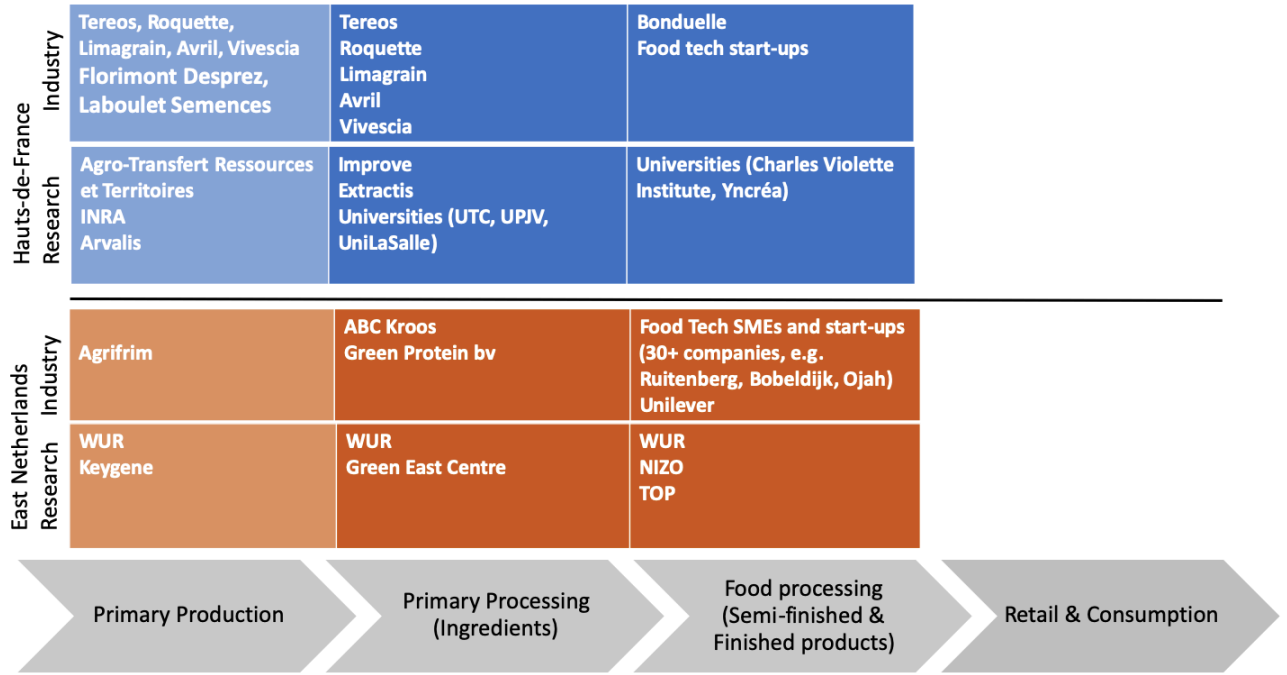 Hauts-de-France
Industry
Tereos, Roquette,
Limagrain, Avril, Vivescia
Florimont Desprez,
Laboulet Semences
Tereos
Roquette
Limagrain
Avril
Vivescia
Bonduelle
Food tech start-ups
Research
Agro-Transfert Ressources
et Territoires
INRA
Arvalis
Improve
Extractis
Universities (UTC, UPJV,
UniLaSalle)
Universities (Charles Violette
Institute, Yncréa)
East Netherlands
Industry
Agrifrim
ABC Kroos
Green Protein bv
Food Tech SMEs and start-ups
(30+ companies, e.g.
Ruitenberg, Bobeldijk, Ojah)
Unilever
Research
WUR
Keygene
WUR
Green East Centre
WUR
NIZO
TOP
Primary Production
Primary Processing
(Ingredients)
Food processing
(Semi-finished &
Finished products)
Retail & Consumption